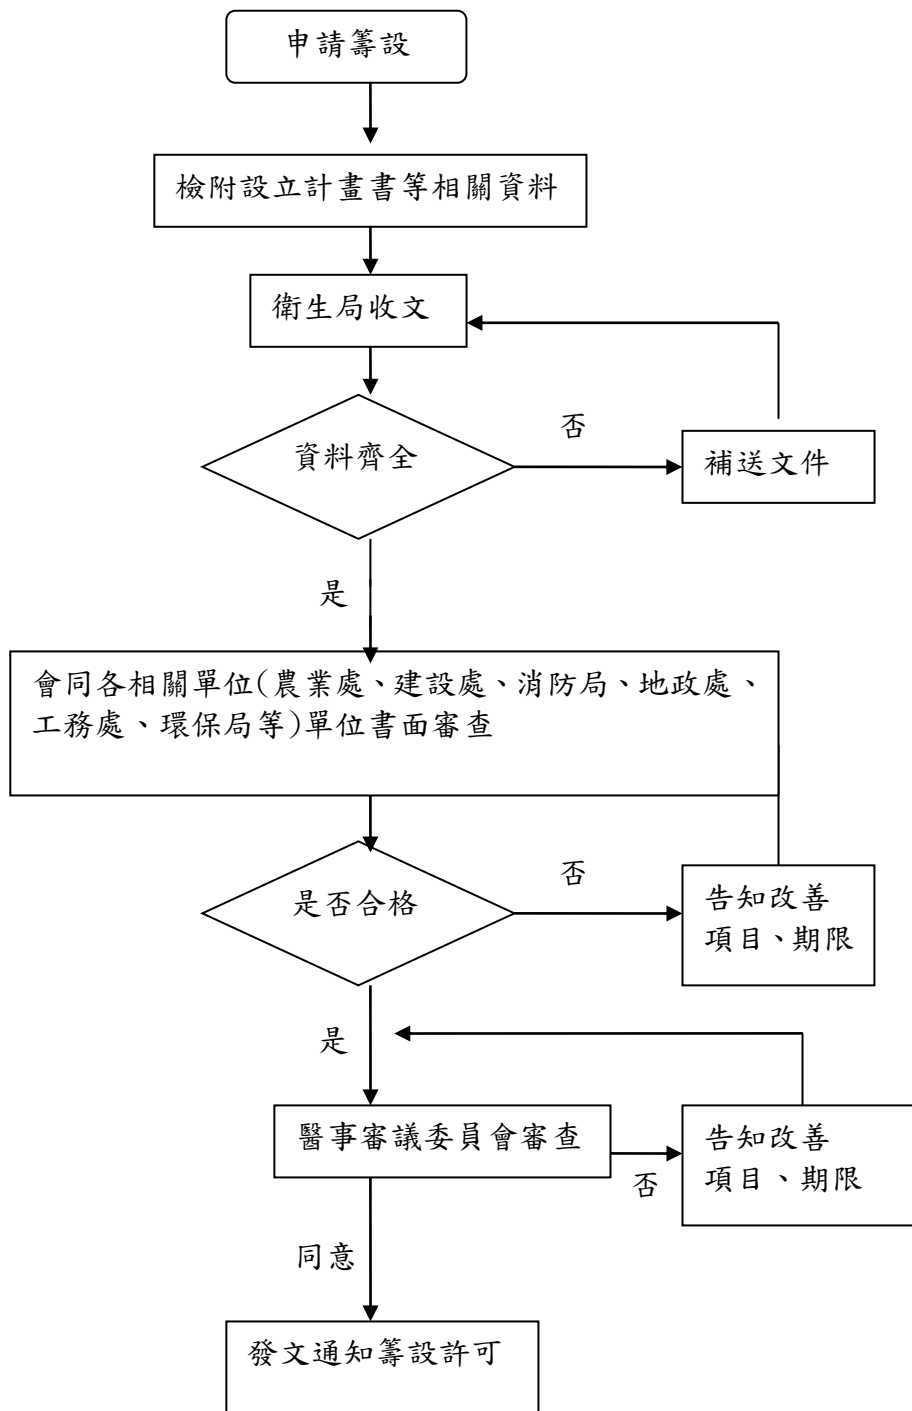 申請籌設
檢附設立計畫書等相關資料
衛生局收文
資料齊全
否
補送文件
是
會同各相關單位(農業處、建設處、消防局、地政處、
工務處、環保局等)單位書面審查
是否合格
否
告知改善
項目、期限
是
醫事審議委員會審查
否
告知改善
項目、期限
同意
發文通知籌設許可